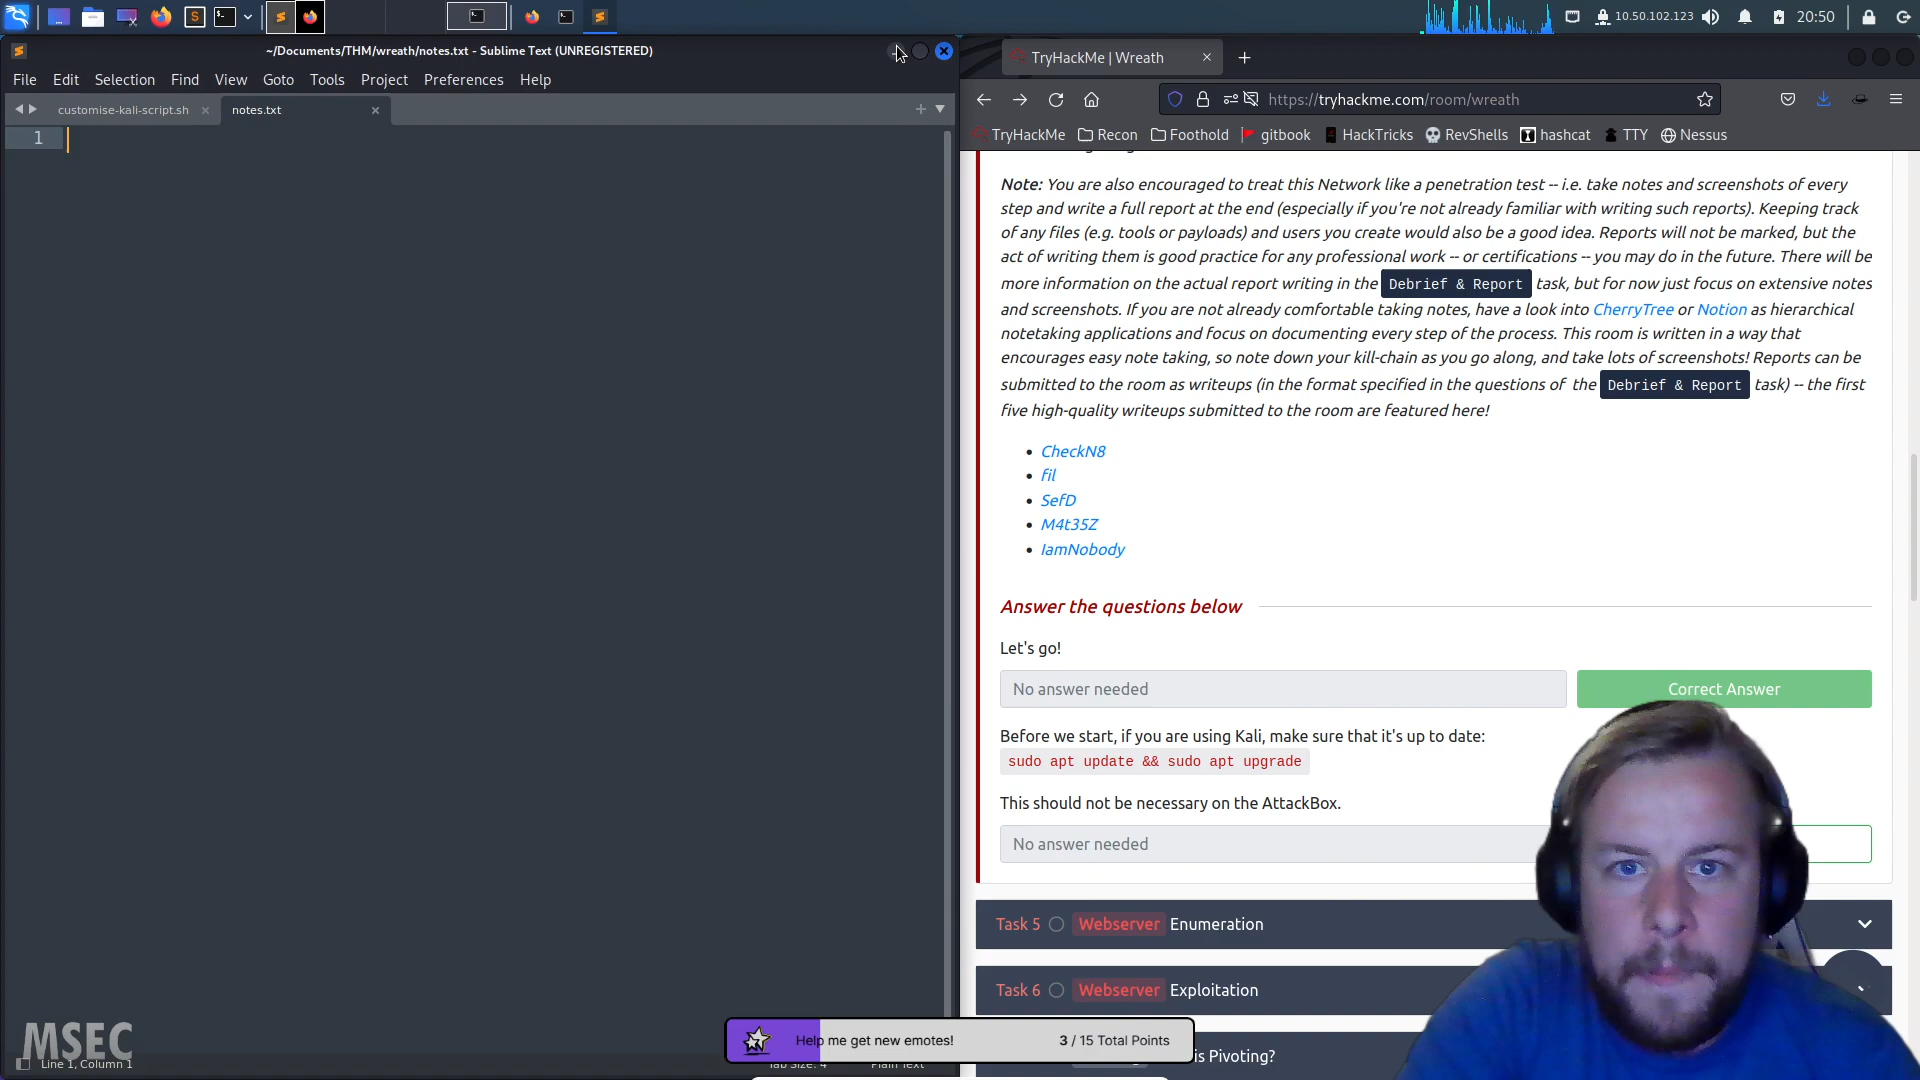 10.50.102.123
20:50
~/Documents/THM/wreath/notes.txt - Sublime Text (UNREGISTERED)
File Edit Selection Find View Goto Tools Project Preferences Help
customise-kali-script.sh
notes.txt
1
Line 1, Column 1
MSEC
TryHackMe | Wreath
https://tryhackme.com/room/wreath
TryHackMe Recon Foothold gitbook HackTricks RevShells hashcat TTY Nessus
Note: You are also encouraged to treat this Network like a penetration test -- i.e. take notes and screenshots of every
step and write a full report at the end (especially if you're not already familiar with writing such reports). Keeping track
of any files (e.g. tools or payloads) and users you create would also be a good idea. Reports will not be marked, but the
act of writing them is good practice for any professional work -- or certifications -- you may do in the future. There will be
more information on the actual report writing in the Debrief & Report task, but for now just focus on extensive notes
and screenshots. If you are not already comfortable taking notes, have a look into CherryTree or Notion as hierarchical
notetaking applications and focus on documenting every step of the process. This room is written in a way that
encourages easy note taking, so note down your kill-chain as you go along, and take lots of screenshots! Reports can be
submitted to the room as writeups (in the format specified in the questions of the Debrief & Report task) -- the first
five high-quality writeups submitted to the room are featured here!
CheckN8
fil
SefD
M4t35Z
IamNobody
Answer the questions below
Let's go!
No answer needed
Correct Answer
Before we start, if you are using Kali, make sure that it's up to date:
sudo apt update && sudo apt upgrade
This should not be necessary on the AttackBox.
No answer needed
Task 5 Webserver Enumeration
Task 6 Webserver Exploitation
is Pivoting?
Help me get new emotes!
3 / 15 Total Points